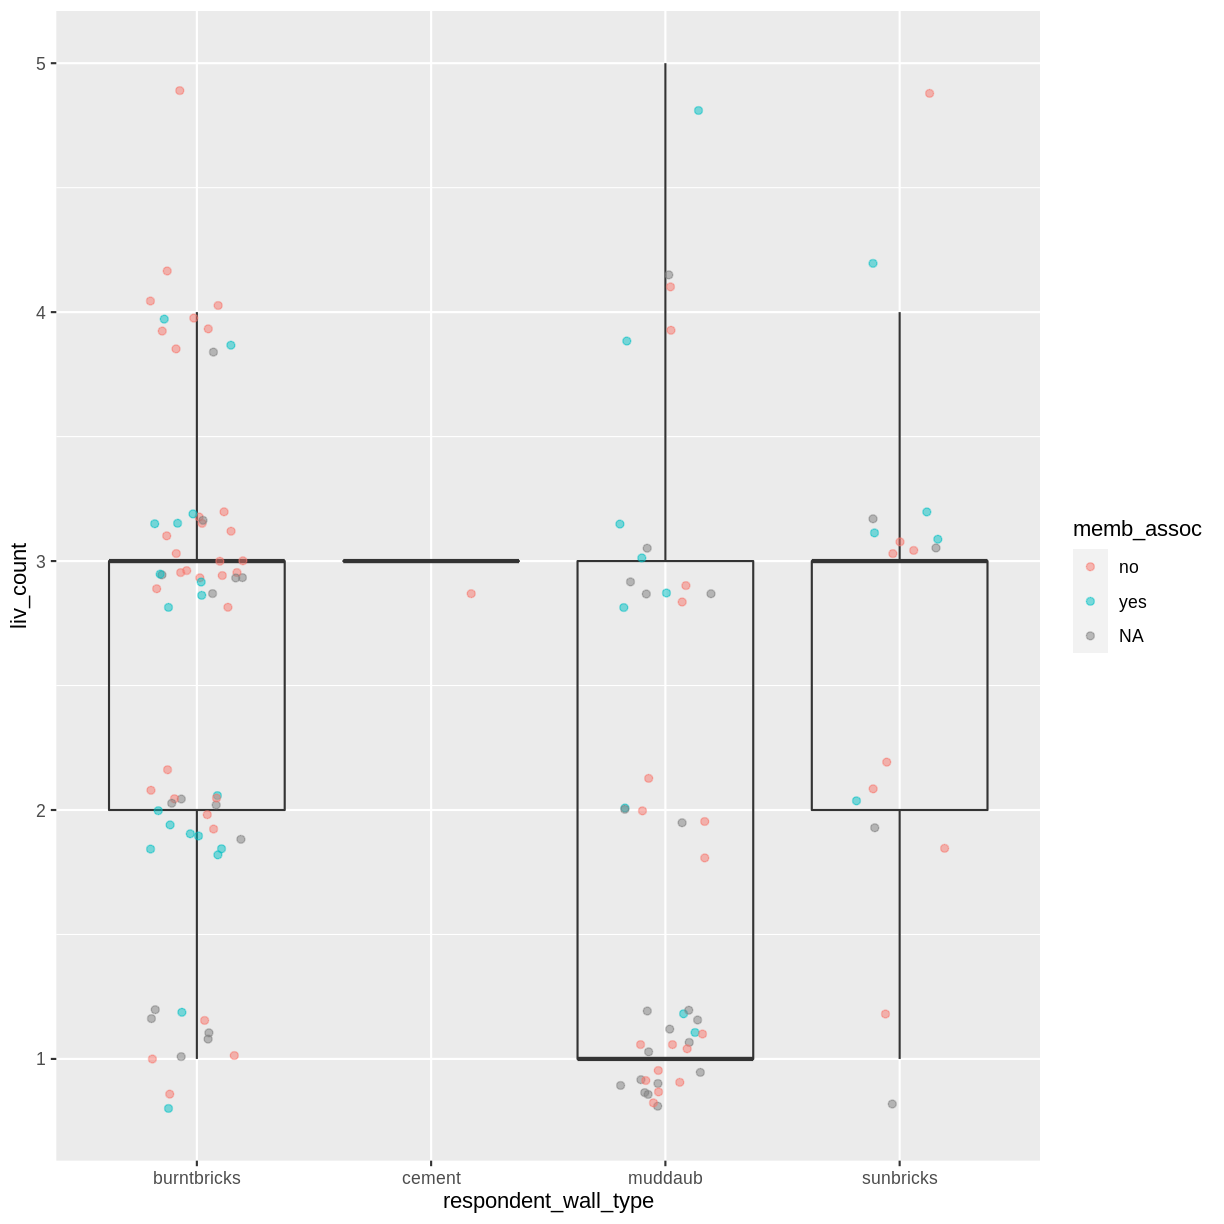 5
4
3
2
1
liv_count
burntbricks cement muddaub sunbricks
respondent_wall_type
memb_assoc
no
yes
NA